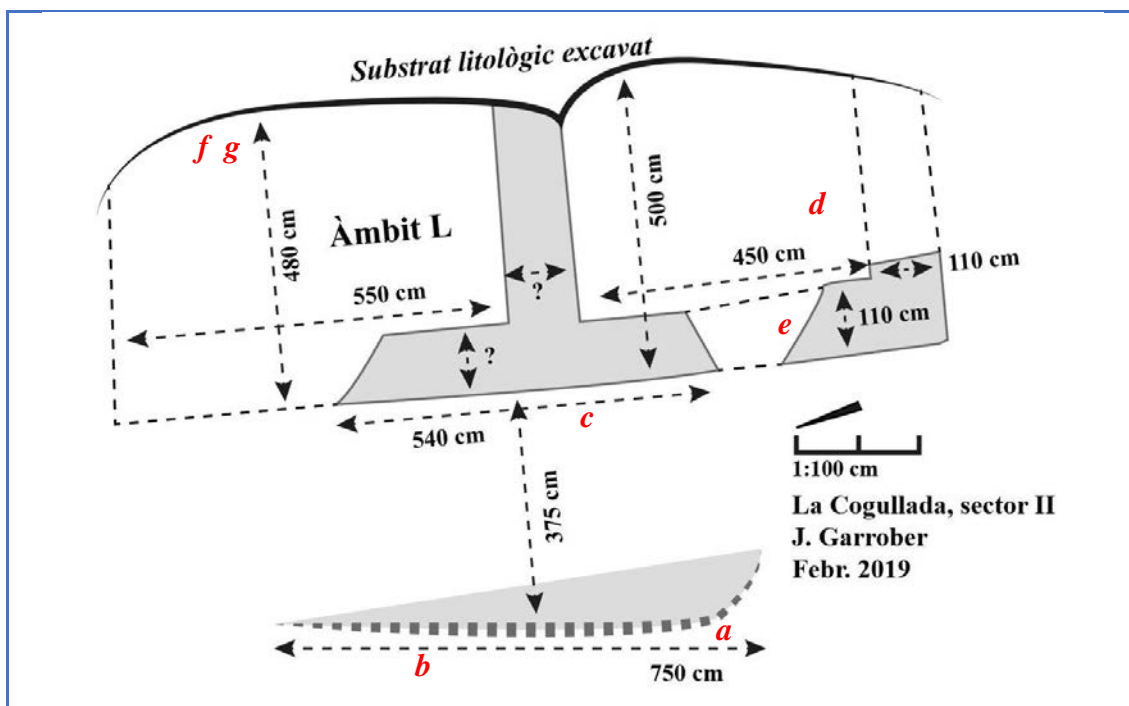 Substrat litològic excavat
f g
480 cm
500 cm
d
Àmbit L
450 cm
110 cm
?
550 cm
e
110 cm
?
c
540 cm
375 cm
1:100 cm
La Cogullada, sector II
J. Garrober
Febr. 2019
a
b
750 cm